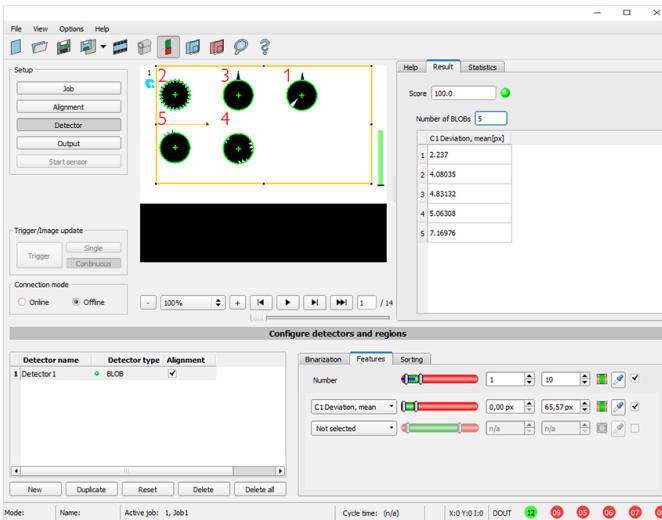 File View Options Help
Setup
Job
Alignment
Detector
Output
Start sensor
Trigger/Image update
Trigger
Single
Continuous
Connection mode
Online Offline
1
2 3 1
5 4
- 100% + 1 / 14
Help Result Statistics
Score 100.0
Number of BLOBs 5
C1 Deviation, mean[px]
1 2.237
2 4.08035
3 4.83132
4 5.06308
5 7.16976
Configure detectors and regions
Detector name Detector type Alignment
1 Detector1 BLOB
New Duplicate Reset Delete Delete all
Binarization Features Sorting
Number 1 10
C1 Deviation, mean 0,00 px 65,57 px
Not selected n/a n/a
Mode: Name: Active job: 1, Job1 Cycle time: (n/a) X:0 Y:0 I:0 DOUT 12 09 05 06 07